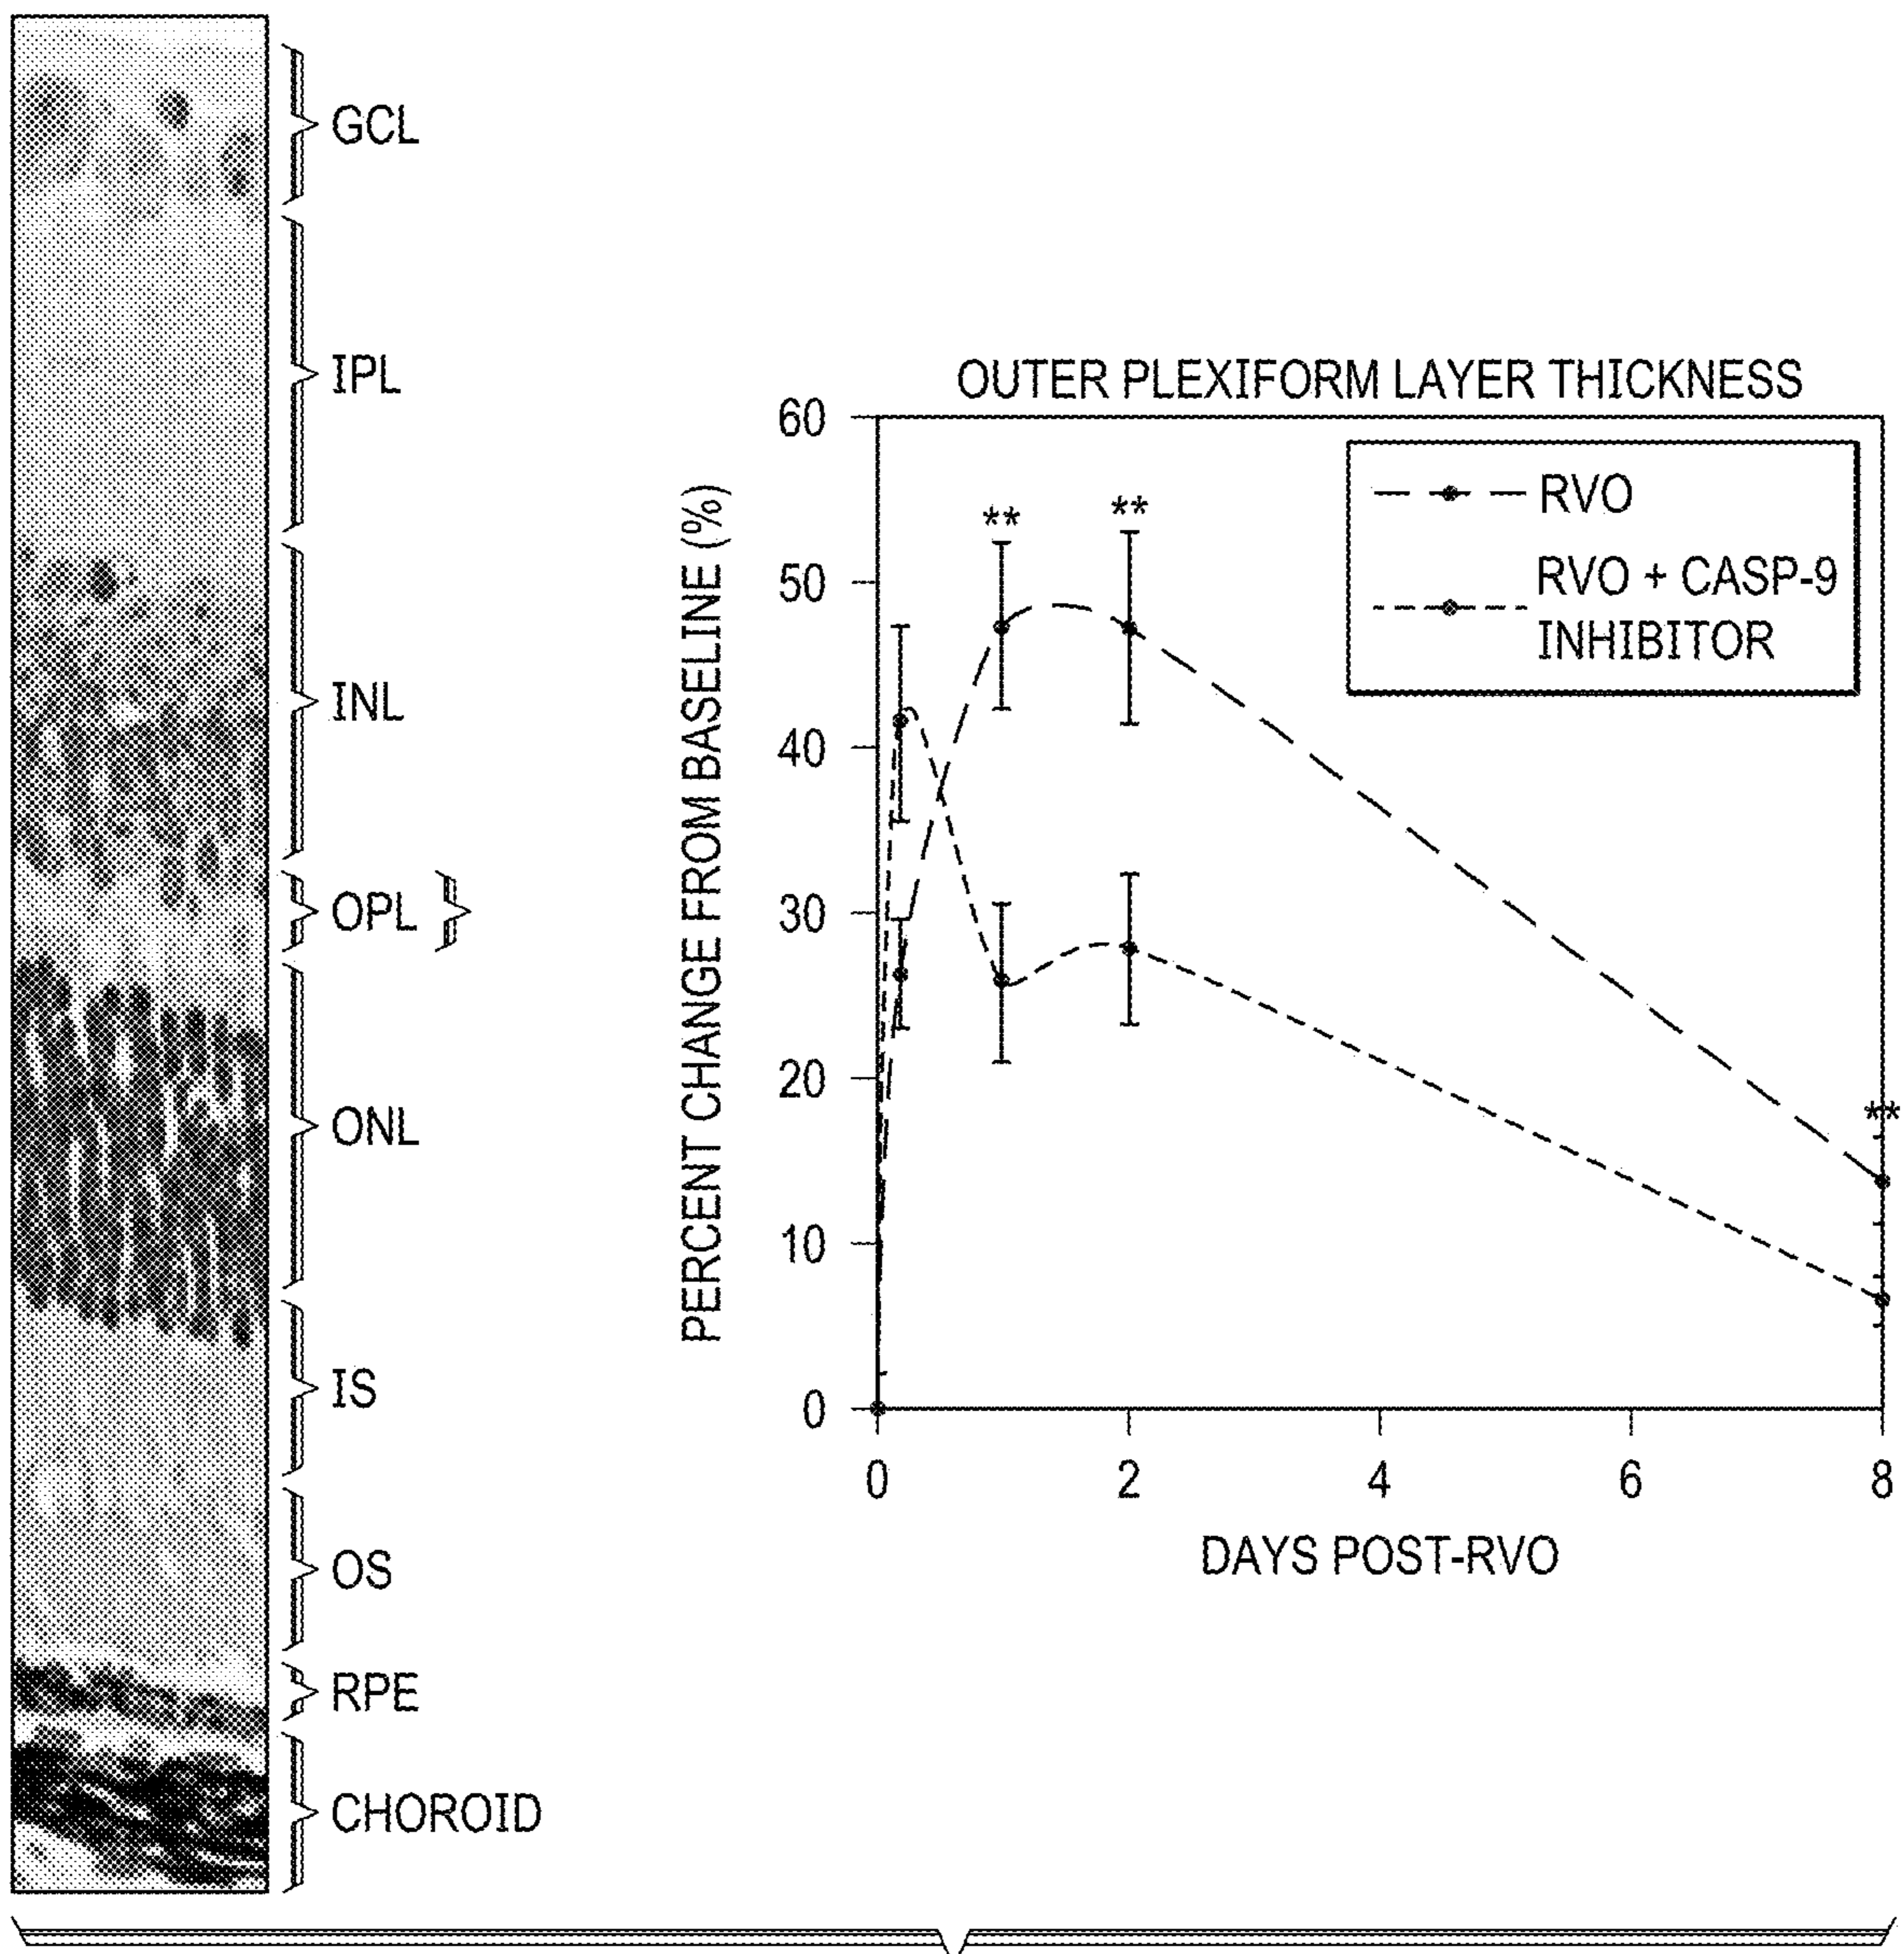 GCL
IPL
INL
OPL
ONL
IS
OS
RPE
CHOROID
OUTER PLEXIFORM LAYER THICKNESS
PERCENT CHANGE FROM BASELINE (%)
60
50
40
30
20
10
0
**
**
**
RVO
RVO + CASP-9
INHIBITOR
0
2
4
6
8
DAYS POST-RVO